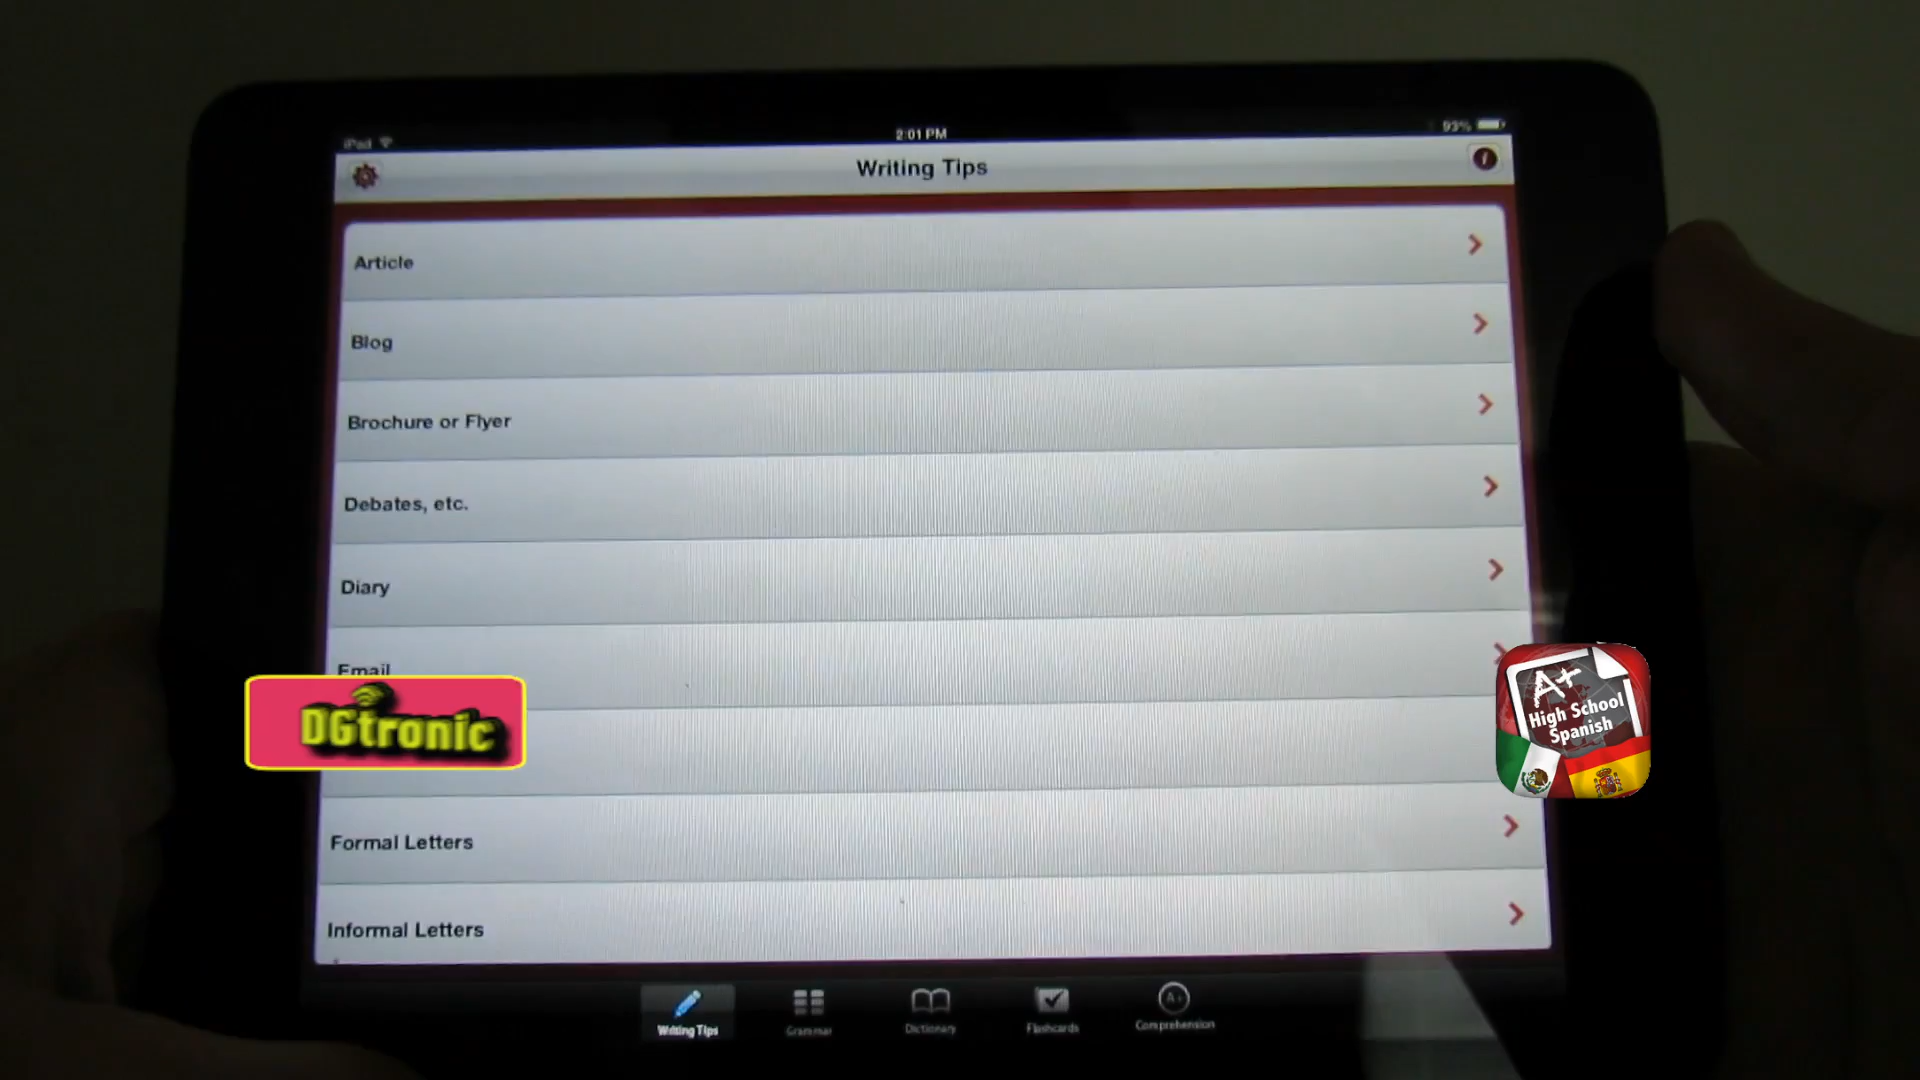 iPad
2:01 PM
93%
Writing Tips
Article
Blog
Brochure or Flyer
Debates, etc.
Diary
Email
DGtronic
A+
High School
Spanish
Formal Letters
Informal Letters
Writing Tips
Grammar
Dictionary
Flashcards
A+
Comprehension